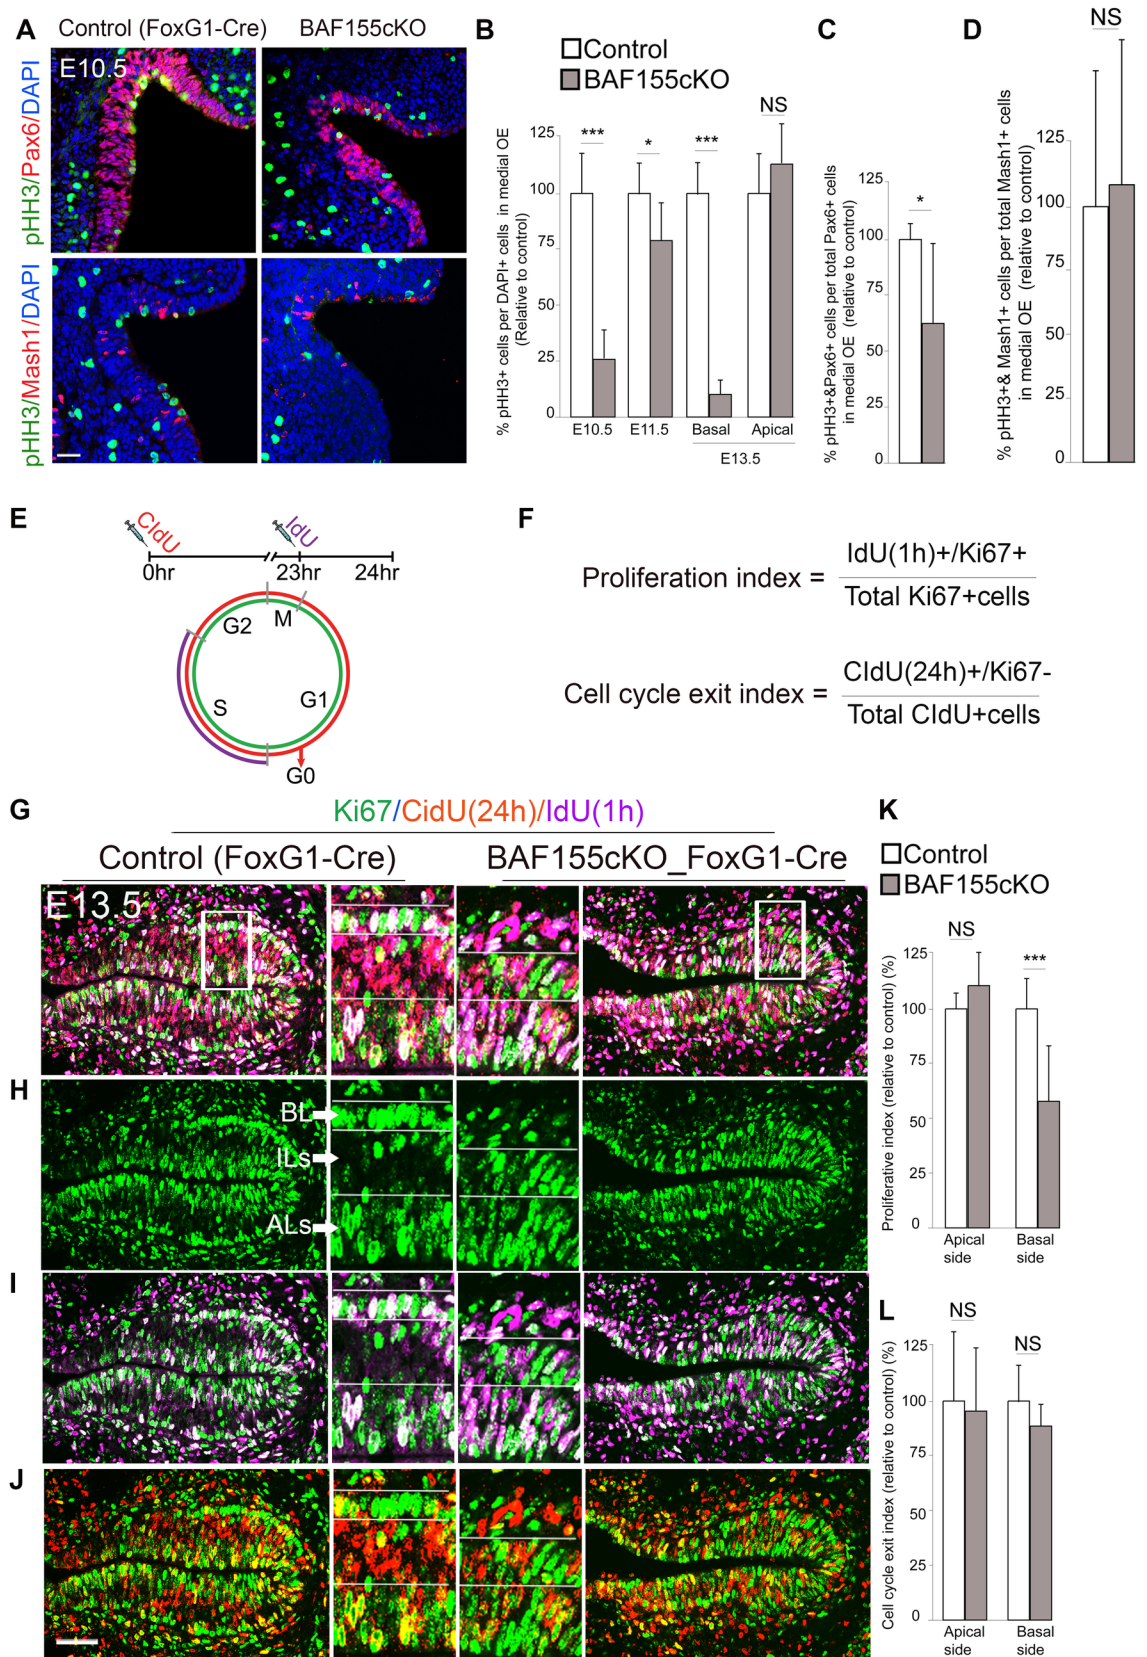 A
Control (FoxG1-Cre)
BAF155cKO
E10.5
pHH3/Pax6/DAPI
pHH3/Mash1/DAPI
B
Control
BAF155cKO
% pHH3+ cells per DAPI+ cells in medial OE
(Relative to control)
125
100
75
50
25
0
***
*
***
NS
E10.5
E11.5
Basal
Apical
E13.5
C
% pHH3+&Pax6+ cells per total Pax6+ cells
in medial OE (relative to control)
125
100
75
50
25
0
*
D
% pHH3+& Mash1+ cells per total Mash1+ cells
in medial OE (relative to control)
125
100
75
50
25
0
NS
E
CldU
IdU
0hr
23hr
24hr
G2
M
S
G1
G0
F
Proliferation index =
IdU(1h)+/Ki67+
Total Ki67+cells
Cell cycle exit index =
CldU(24h)+/Ki67-
Total CldU+cells
G
Ki67/CidU(24h)/IdU(1h)
Control (FoxG1-Cre)
BAF155cKO_FoxG1-Cre
E13.5
H
BL
ILs
ALs
I
J
K
Control
BAF155cKO
Proliferative index (relative to control) (%)
125
100
75
50
25
0
NS
***
Apical
side
Basal
side
L
Cell cycle exit index (relative to control) (%)
125
100
75
50
25
0
NS
NS
Apical
side
Basal
side